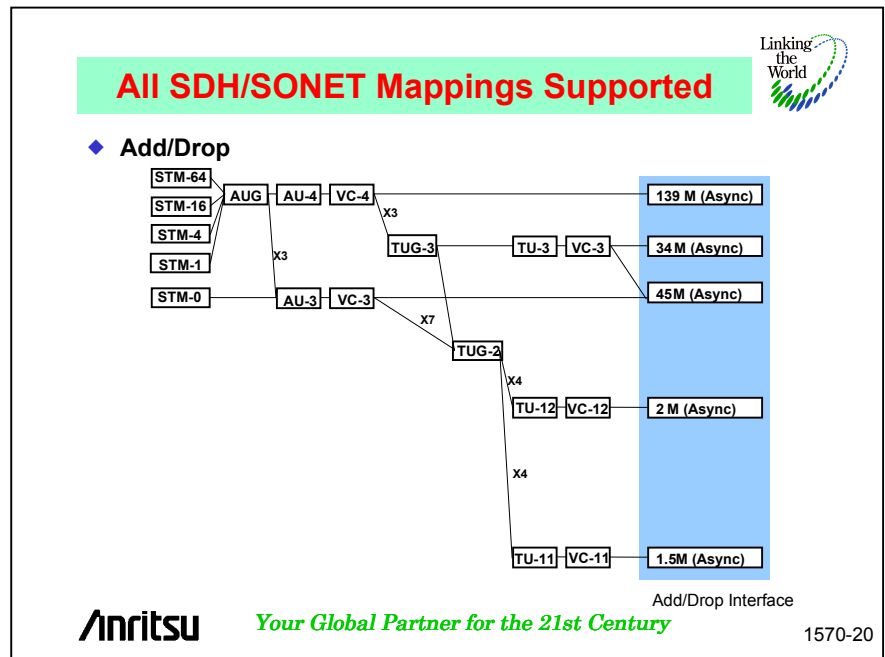 Linking
the
World
All SDH/SONET Mappings Supported
Add/Drop
STM-64
STM-16
STM-4
STM-1
STM-0
AUG
AU-4
VC-4
139 M (Async)
X3
TUG-3
TU-3
VC-3
34M (Async)
X3
AU-3
VC-3
45M (Async)
X7
TUG-2
X4
TU-12
VC-12
2 M (Async)
X4
TU-11
VC-11
1.5M (Async)
Add/Drop Interface
Anritsu
Your Global Partner for the 21st Century
1570-20